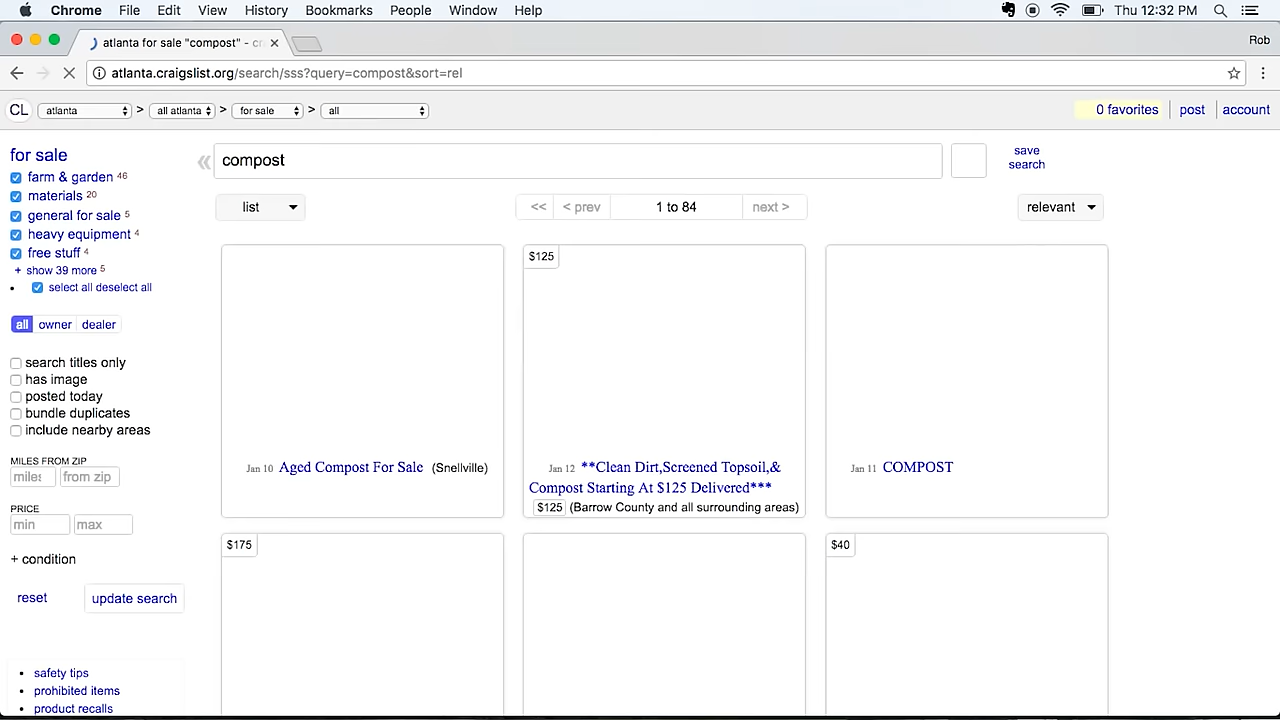 Chrome File Edit View History Bookmarks People Window Help Thu 12:32 PM
atlanta for sale "compost" - cr Rob
atlanta.craigslist.org/search/sss?query=compost&sort=rel
CL atlanta > all atlanta > for sale > all 0 favorites post account
for sale
« compost save search
farm & garden 46
materials 20
general for sale 5
heavy equipment 4
free stuff 4
+ show 39 more 5
select all deselect all
all owner dealer
search titles only
has image
posted today
bundle duplicates
include nearby areas
MILES FROM ZIP
miles from zip
PRICE
min max
+ condition
reset update search
safety tips
prohibited items
product recalls
list << < prev 1 to 84 next > relevant
Jan 10 Aged Compost For Sale (Snellville)
$125
Jan 12 **Clean Dirt,Screened Topsoil,&
Compost Starting At $125 Delivered***
$125 (Barrow County and all surrounding areas)
Jan 11 COMPOST
$175
$40